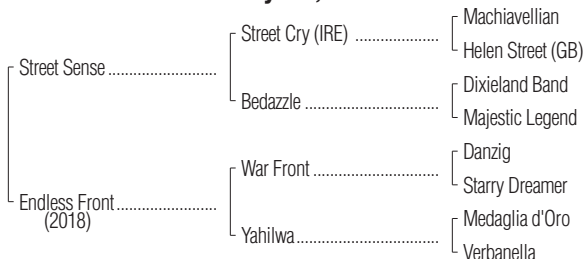 Machiavellian
Street Cry (IRE) ....................
Helen Street (GB)
Street Sense ..........................
Dixieland Band
Bedazzle ................................
Majestic Legend
Danzig
War Front ..............................
Starry Dreamer
Endless Front ........................
(2018)
Medaglia d'Oro
Yahilwa..................................
Verbanella